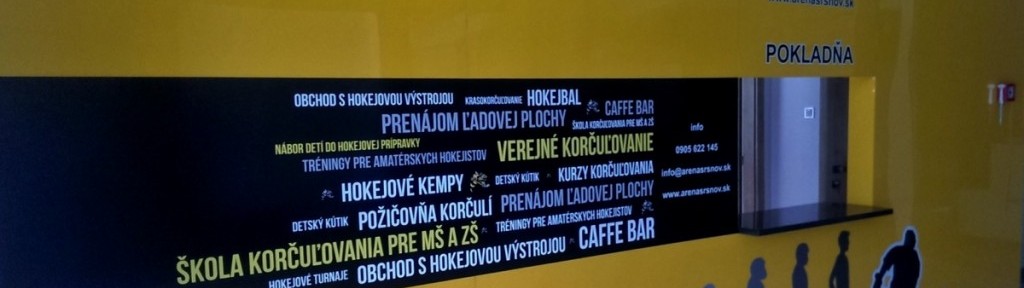 www.arenasrsnov.sk
POKLADŇA
OBCHOD S HOKEJOVOU VÝSTROJOU KRASOKORČUĽOVANIE HOKEJBAL
PRENÁJOM ĽADOVEJ PLOCHY CAFFE BAR
ŠKOLA KORČUĽOVANIA PRE MŠ A ZŠ
NÁBOR DETÍ DO HOKEJOVEJ PRÍPRAVKY
TRÉNINGY PRE AMATÉRSKYCH HOKEJISTOV VEREJNÉ KORČUĽOVANIE
HOKEJOVÉ KEMPY DETSKÝ KÚTIK KURZY KORČUĽOVANIA
DETSKÝ KÚTIK POŽIČOVŇA KORČULÍ PRENÁJOM ĽADOVEJ PLOCHY
TRÉNINGY PRE AMATÉRSKYCH HOKEJISTOV
ŠKOLA KORČUĽOVANIA PRE MŠ A ZŠ
HOKEJOVÉ TURNAJE OBCHOD S HOKEJOVOU VÝSTROJOU CAFFE BAR
info
0905 622 145
info@arenasrsnov.sk
www.arenasrsnov.sk